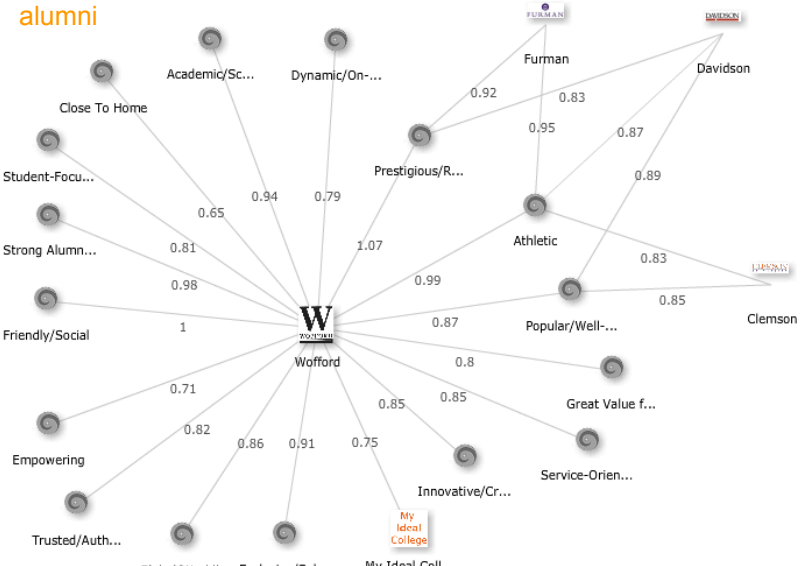 alumni
FURMAN
DAVIDSON
Furman
Davidson
Academic/Sc...
Dynamic/On-...
Close To Home
0.92
0.83
0.95
0.87
Prestigious/R...
Student-Focu...
0.89
0.94
0.79
0.65
Athletic
1.07
0.81
Strong Alumn...
0.83
0.98
0.99
0.85
W
WOFFORD
Clemson
Friendly/Social
1
0.87
Popular/Well-...
Wofford
0.8
0.71
0.85
0.85
Great Value f...
0.82
0.86
0.91
0.75
Empowering
Service-Orien...
Innovative/Cr...
My
Ideal
College
Trusted/Auth...
My Ideal Coll...